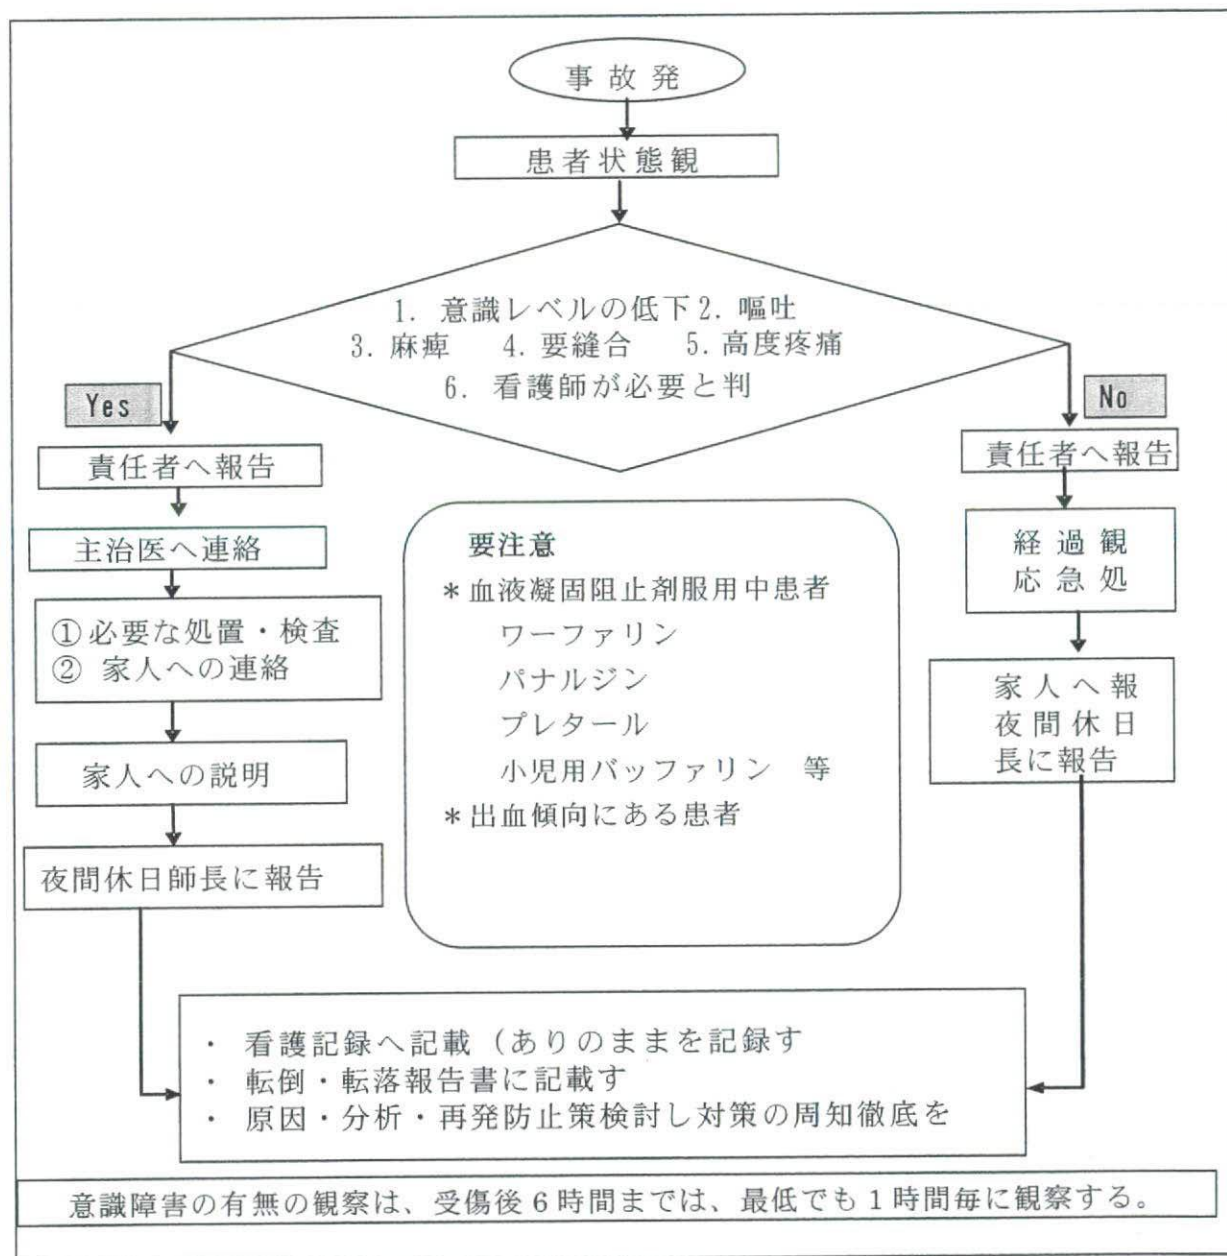 事故発
患者状態観
1. 意識レベルの低下2. 嘔吐
3. 麻痺 4. 要縫合 5. 高度疼痛
6. 看護師が必要と判
Yes
No
責任者へ報告
主治医へ連絡
①必要な処置・検査
② 家人への連絡
家人への説明
夜間休日師長に報告
要注意
*血液凝固阻止剤服用中患者
ワーファリン
パナルジン
プレタール
小児用バッファリン 等
*出血傾向にある患者
責任者へ報告
経過観
応急処
家人へ報
夜間休日
長に報告
・ 看護記録へ記載(ありのままを記録す
・ 転倒・転落報告書に記載す
・ 原因・分析・再発防止策検討し対策の周知徹底を
意識障害の有無の観察は、受傷後6時間までは、最低でも1時間毎に観察する。